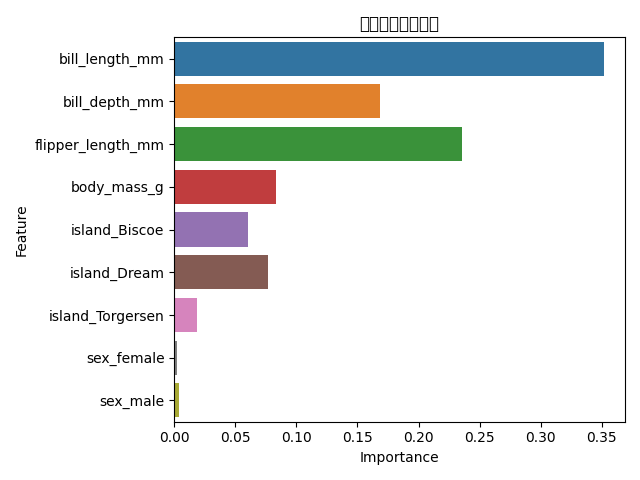 bill_length_mm
bill_depth_mm
flipper_length_mm
body_mass_g
island_Biscoe
island_Dream
island_Torgersen
sex_female
sex_male
Feature
0.00 0.05 0.10 0.15 0.20 0.25 0.30 0.35
Importance